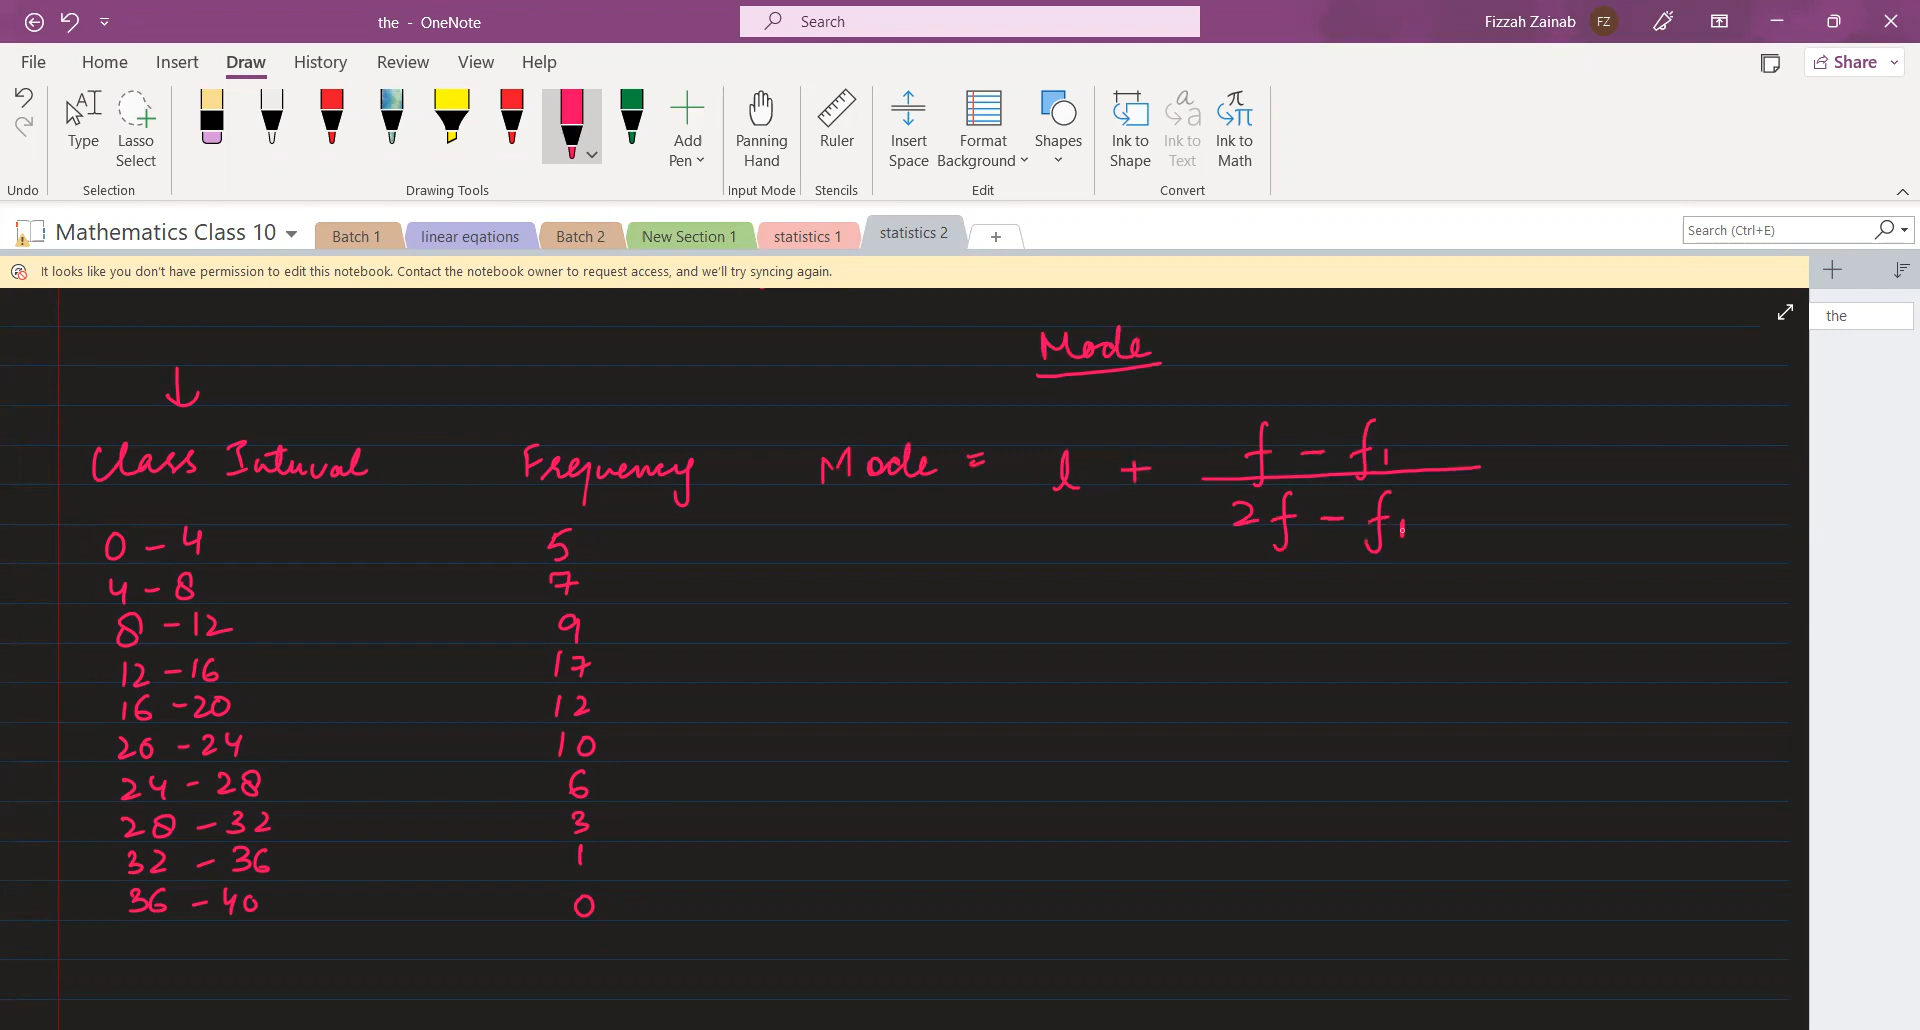 the - OneNote
Search
Fizzah Zainab FZ
File Home Insert Draw History Review View Help
Share
Type
Lasso Select
Add Pen
Panning Hand
Ruler
Insert Space
Format Background
Shapes
Ink to Shape
Ink to Text
Ink to Math
Undo Selection Drawing Tools Input Mode Stencils Edit Convert
Mathematics Class 10 Batch 1 linear eqations Batch 2 New Section 1 statistics 1 statistics 2
Search (Ctrl+E)
It looks like you don't have permission to edit this notebook. Contact the notebook owner to request access, and we'll try syncing again.
the
Mode
Class Interval Frequency Mode = l + f - f1
2f - f1
0 - 4 5
4 - 8 7
8 - 12 9
12 - 16 17
16 - 20 12
20 - 24 10
24 - 28 6
28 - 32 3
32 - 36 1
36 - 40 0